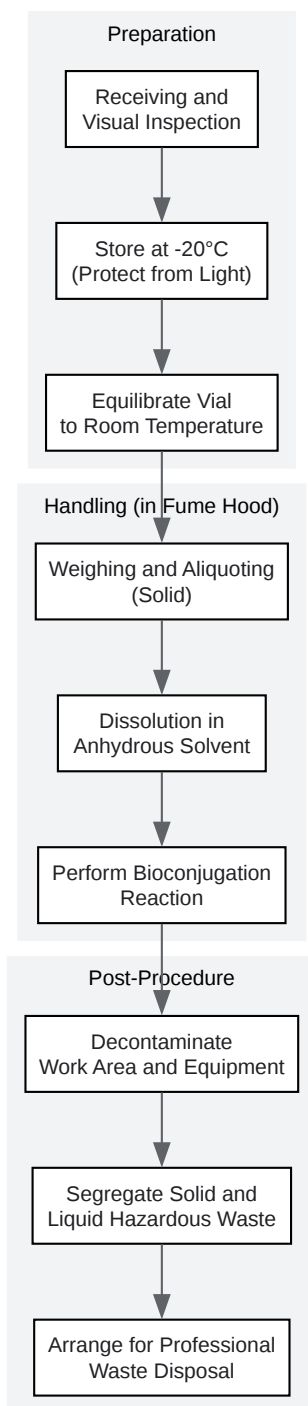 Preparation
Receiving and
Visual Inspection
Store at -20°C
(Protect from Light)
Equilibrate Vial
to Room Temperature
Handling (in Fume Hood)
Weighing and Aliquoting
(Solid)
Dissolution in
Anhydrous Solvent
Perform Bioconjugation
Reaction
Post-Procedure
Decontaminate
Work Area and Equipment
Segregate Solid and
Liquid Hazardous Waste
Arrange for Professional
Waste Disposal